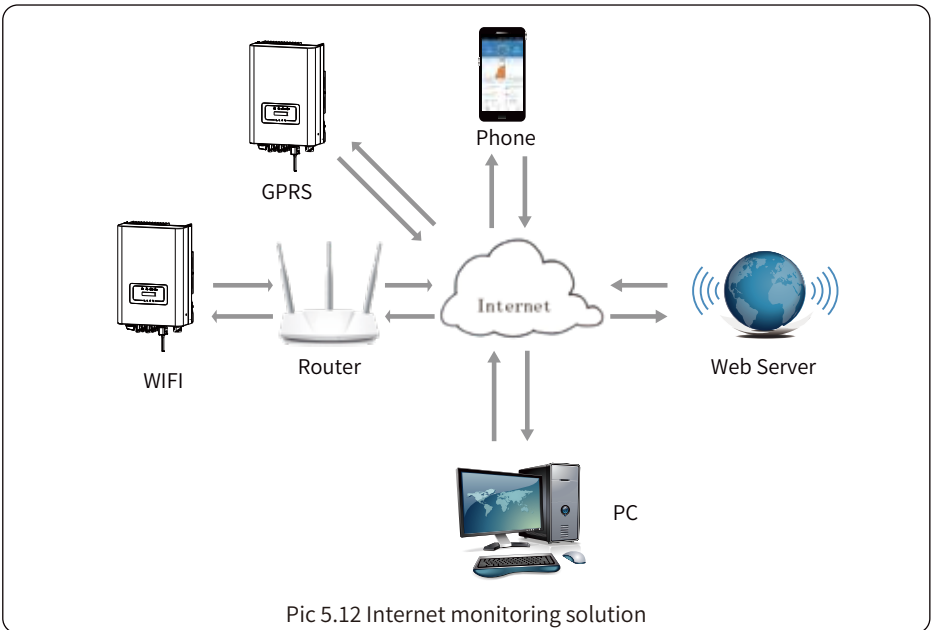 Phone
GPRS
Internet
Router
Web Server
WIFI
PC
Pic 5.12 Internet monitoring solution